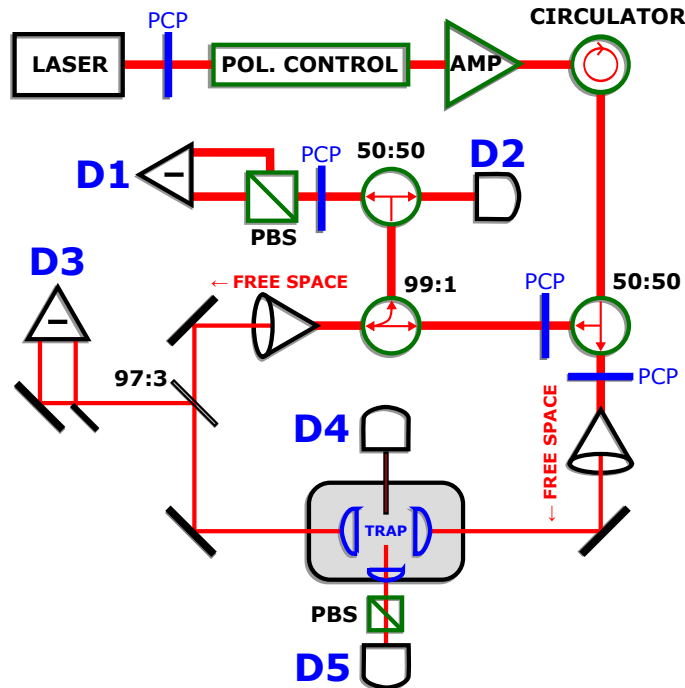 CIRCULATOR
PCP
LASER
POL. CONTROL
AMP
PCP
50:50
D2
D1
PBS
D3
← FREE SPACE
99:1
PCP
50:50
PCP
97:3
D4
← FREE SPACE
TRAP
PBS
D5